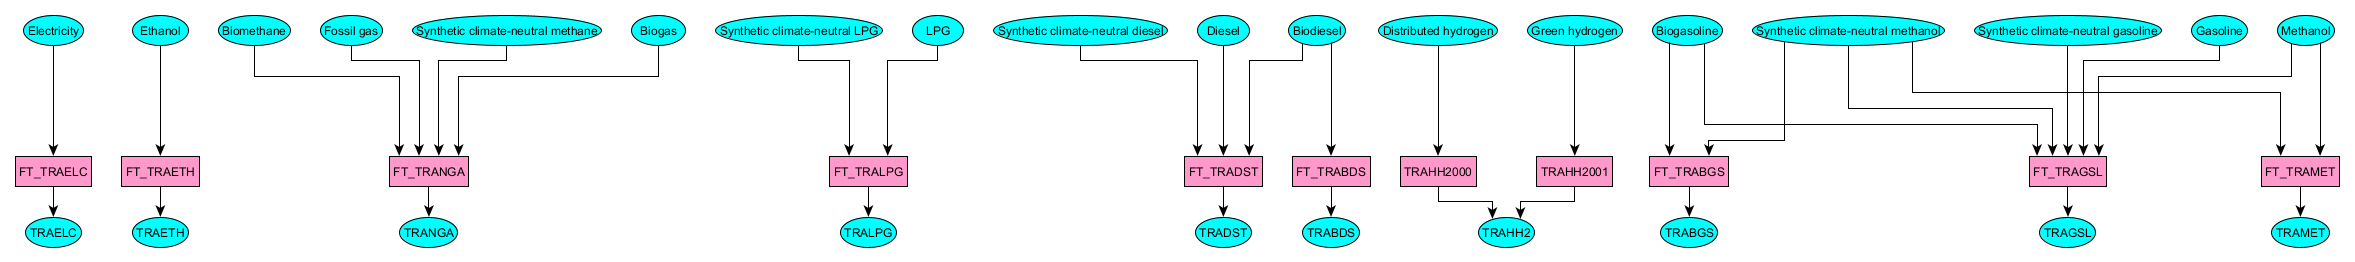 Electricity
Ethanol
Biomethane
Fossil gas
Synthetic climate-neutral methane
Biogas
Synthetic climate-neutral LPG
LPG
Synthetic climate-neutral diesel
Diesel
Biodiesel
Distributed hydrogen
Green hydrogen
Biogasoline
Synthetic climate-neutral methanol
Synthetic climate-neutral gasoline
Gasoline
Methanol
FT_TRAELC
FT_TRAETH
FT_TRANGA
FT_TRALPG
FT_TRADST
FT_TRABDS
TRAHH2000
TRAHH2001
FT_TRABGS
FT_TRAGSL
FT_TRAMET
TRAELC
TRAETH
TRANGA
TRALPG
TRADST
TRABDS
TRAHH2
TRABGS
TRAGSL
TRAMET